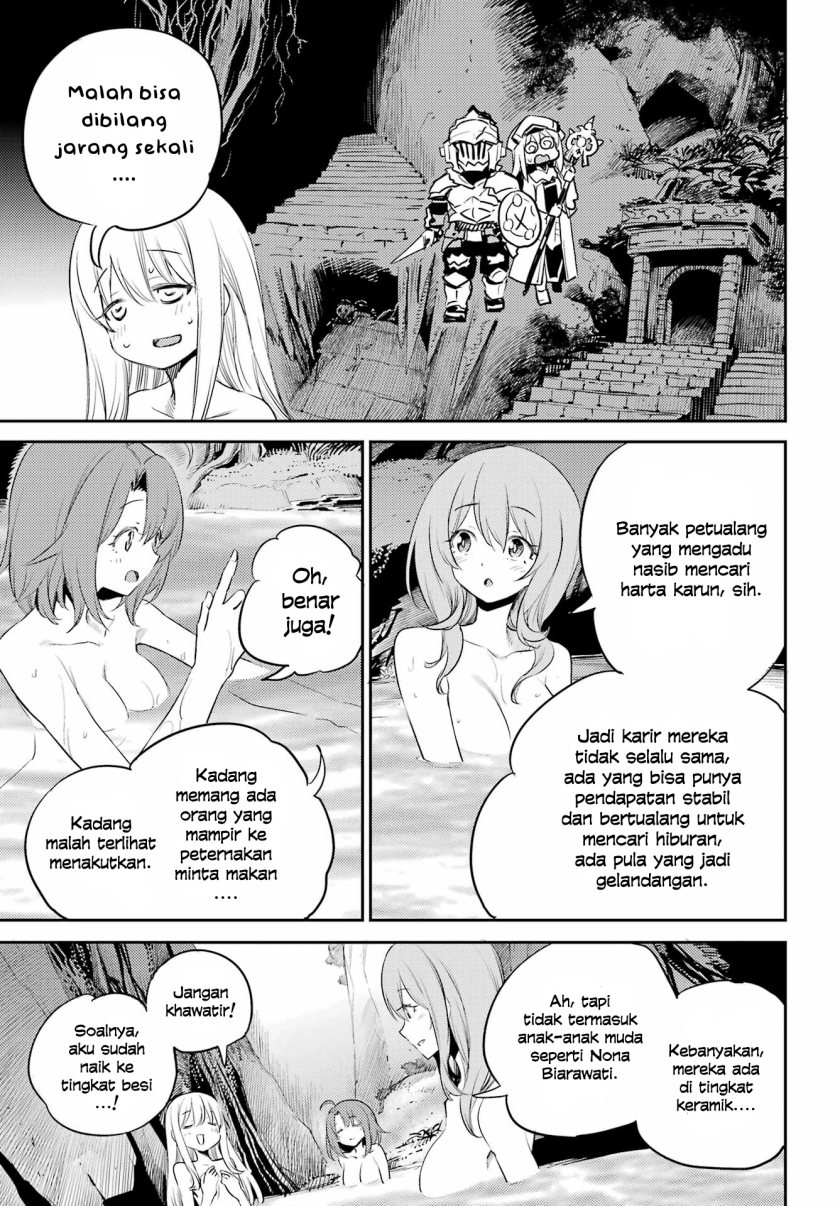 Malah bisa
dibilang
jarang sekali
....
Banyak petualang
yang mengadu
nasib mencari
harta karun, sih.
Jadi karir mereka
tidak selalu sama,
ada yang bisa punya
pendapatan stabil
dan bertualang untuk
mencari hiburan,
ada pula yang jadi
gelandangan.
Oh,
benar
juga!
Kadang
memang ada
orang yang
mampir ke
peternakan
minta makan
....
Kadang
malah terlihat
menakutkan.
Kebanyakan,
mereka ada
di tingkat
keramik....
Ah, tapi
tidak termasuk
anak-anak muda
seperti Nona
Biarawati.
Jangan
khawatir!
Soalnya,
aku sudah
naik ke
tingkat besi
...!